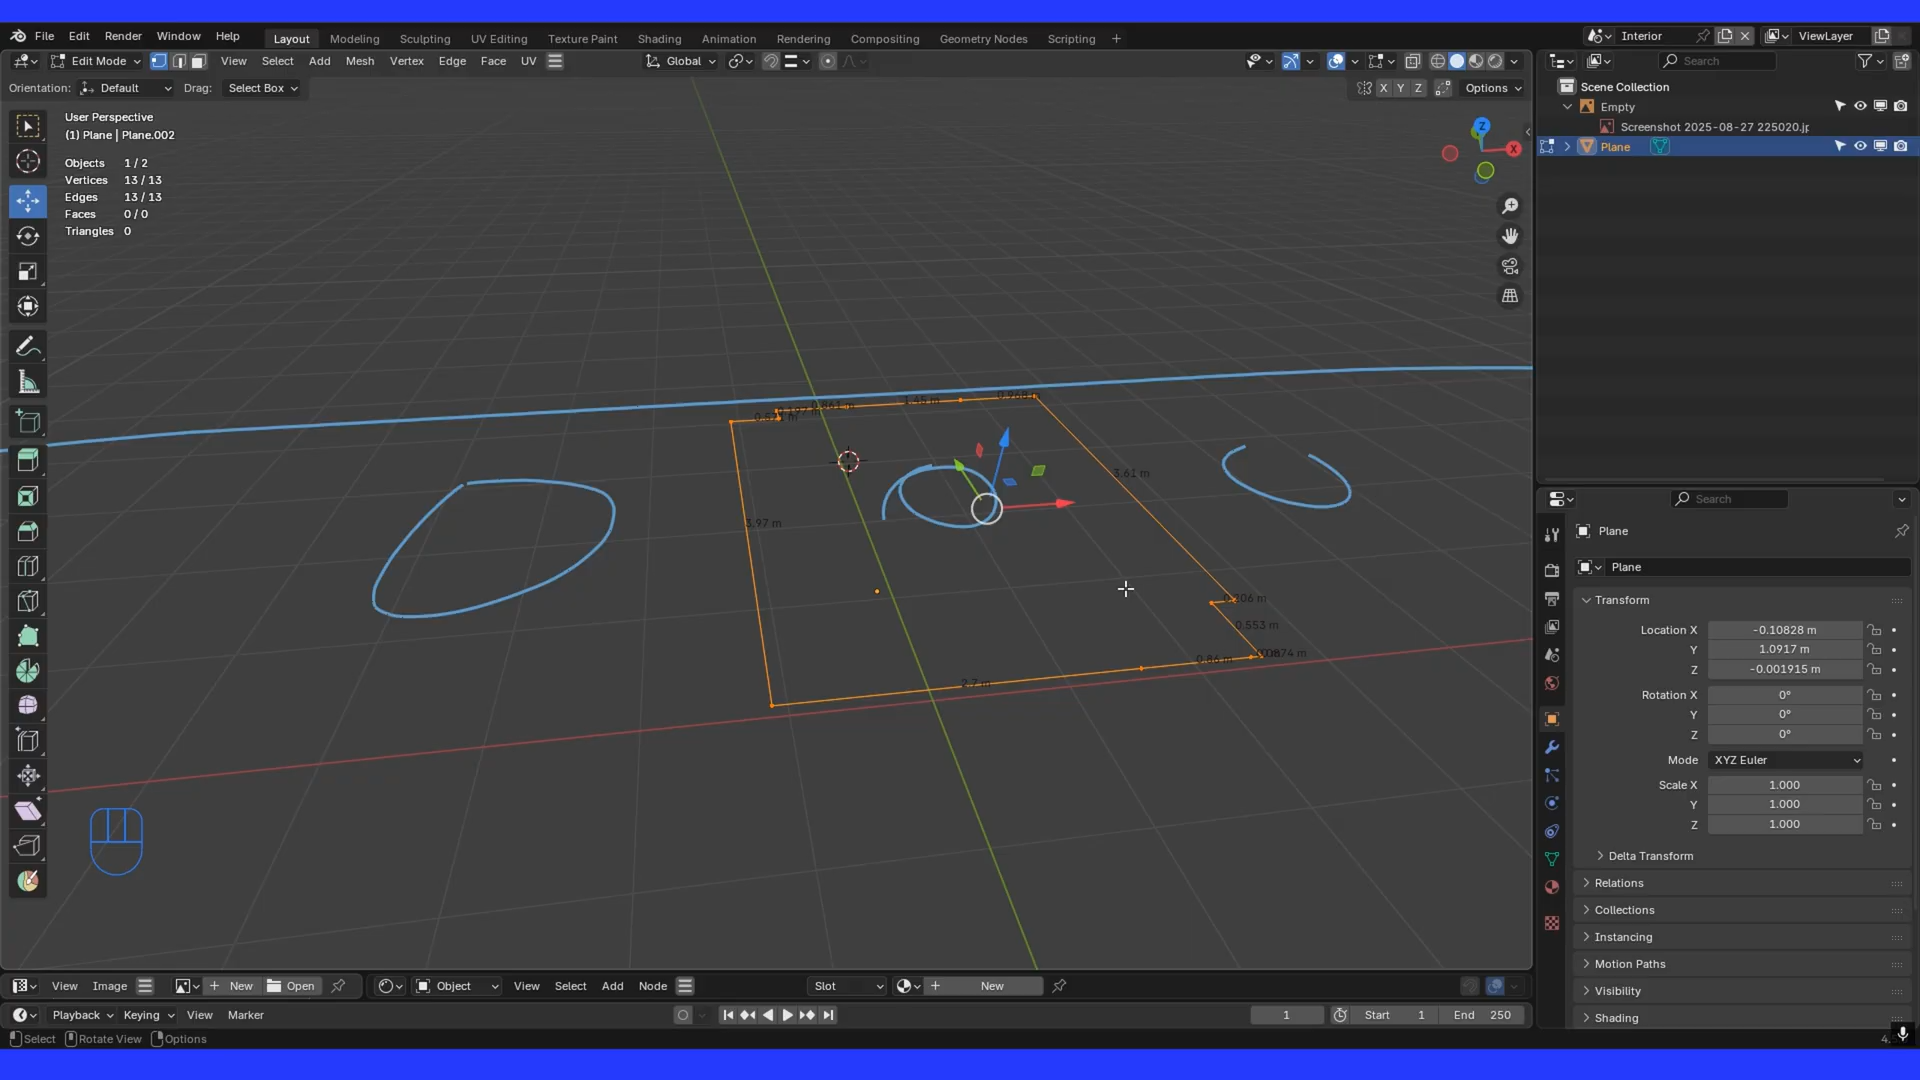 File Edit Render Window Help Layout Modeling Sculpting UV Editing Texture Paint Shading Animation Rendering Compositing Geometry Nodes Scripting + Interior ViewLayer
Edit Mode View Select Add Mesh Vertex Edge Face UV Global Search
Orientation: Default Drag: Select Box X Y Z Options
Scene Collection
Empty
Screenshot 2025-08-27 225020.jp
Plane
User Perspective
(1) Plane | Plane.002
Objects 1 / 2
Vertices 13 / 13
Edges 13 / 13
Faces 0 / 0
Triangles 0
Z
X
3.61 m
3.97 m
0.553 m
0.86 m
2.7 m
Search
Plane
Plane
Transform
Location X -0.10828 m
Y 1.0917 m
Z -0.001915 m
Rotation X 0°
Y 0°
Z 0°
Mode XYZ Euler
Scale X 1.000
Y 1.000
Z 1.000
Delta Transform
Relations
Collections
Instancing
Motion Paths
Visibility
Shading
View Image New Open Object View Select Add Node Slot New
Playback Keying View Marker 1 Start 1 End 250
Select Rotate View Options